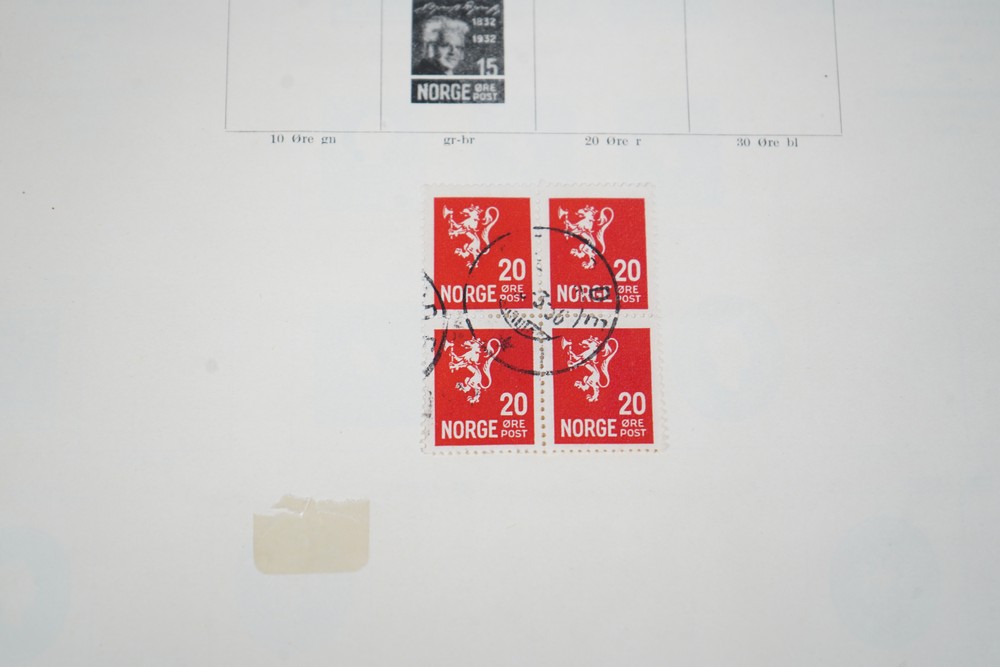 1832
1932
15
NORGE ØRE POST
10 Øre gn gr-br 20 Øre r 30 Øre bl
20 20
NORGE ØRE POST NORGE ØRE POST
20 20
NORGE ØRE POST NORGE ØRE POST